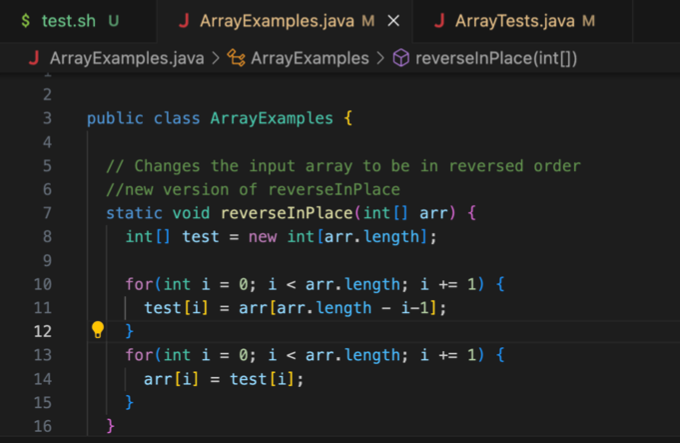 $ test.sh U J ArrayExamples.java M × J ArrayTests.java M
J ArrayExamples.java > ArrayExamples > reverseInPlace(int[])
1
2
3 public class ArrayExamples {
4
5 // Changes the input array to be in reversed order
6 //new version of reverseInPlace
7 static void reverseInPlace(int[] arr) {
8 int[] test = new int[arr.length];
9
10 for(int i = 0; i < arr.length; i += 1) {
11 test[i] = arr[arr.length - i-1];
12 }
13 for(int i = 0; i < arr.length; i += 1) {
14 arr[i] = test[i];
15 }
16 }